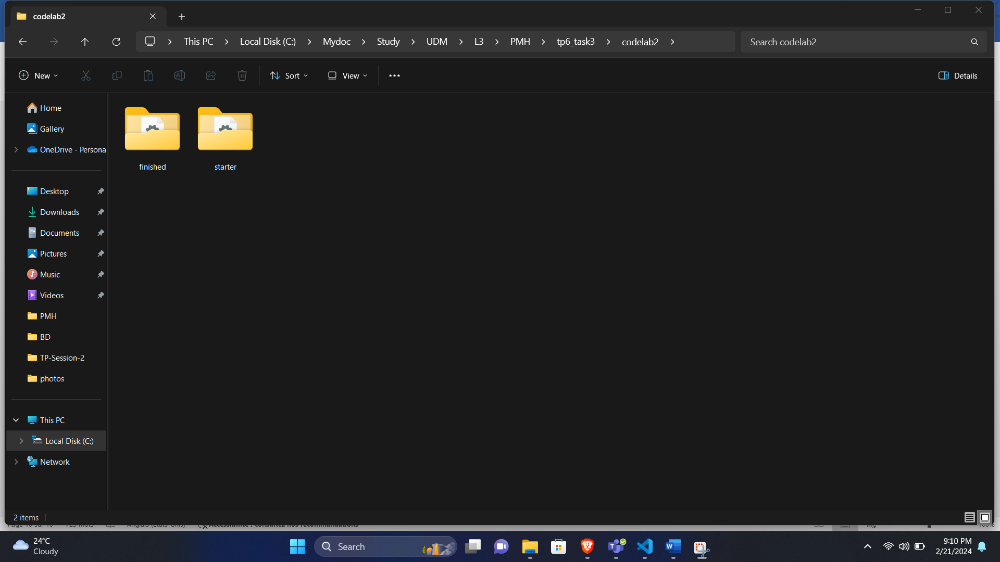 codelab2
This PC
Local Disk (C:)
Mydoc
Study
UDM
L3
PMH
tp6_task3
codelab2
Search codelab2
New
Sort
View
Details
Home
Gallery
OneDrive - Persona
Desktop
Downloads
Documents
Pictures
Music
Videos
PMH
BD
TP-Session-2
photos
This PC
Local Disk (C:)
Network
finished
starter
2 items
24°C
Cloudy
Search
9:10 PM
2/21/2024